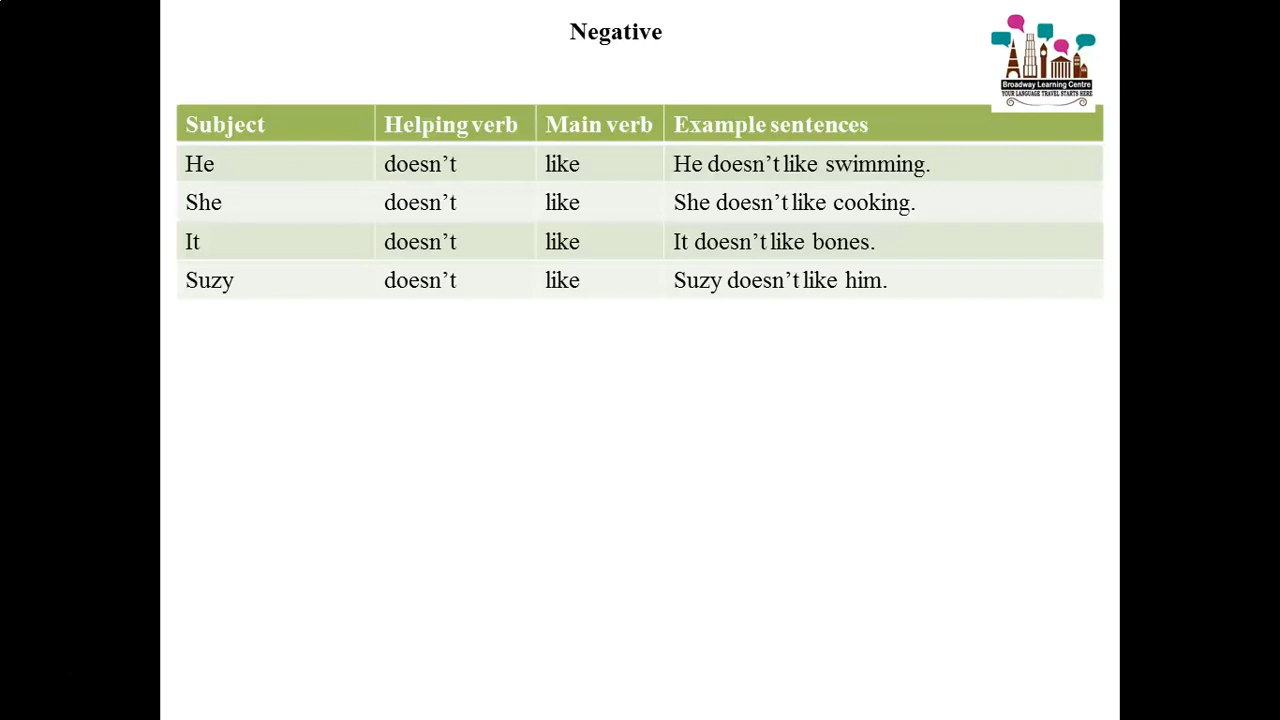 Negative
Broadway Learning Centre
YOUR LANGUAGE TRAVEL STARTS HERE
Subject Helping verb Main verb Example sentences
He doesn’t like He doesn’t like swimming.
She doesn’t like She doesn’t like cooking.
It doesn’t like It doesn’t like bones.
Suzy doesn’t like Suzy doesn’t like him.